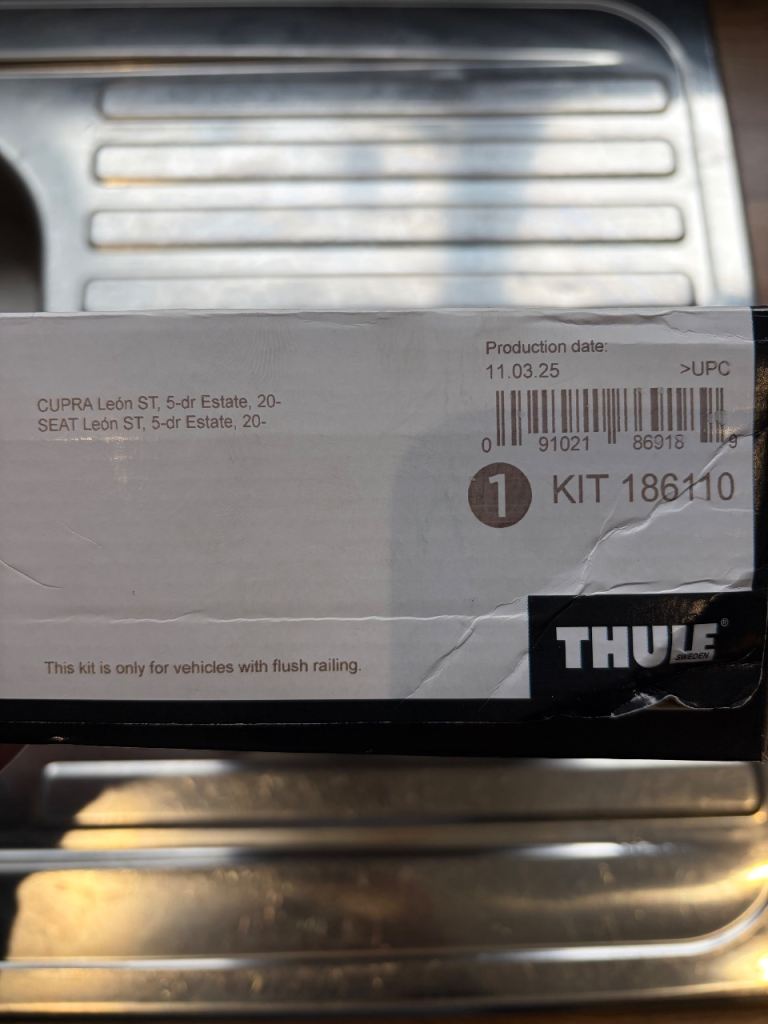 CUPRA León ST, 5-dr Estate, 20-
SEAT León ST, 5-dr Estate, 20-
Production date:
11.03.25 >UPC
0 91021 86918 9
1 KIT 186110
This kit is only for vehicles with flush railing.
THULE®
SWEDEN